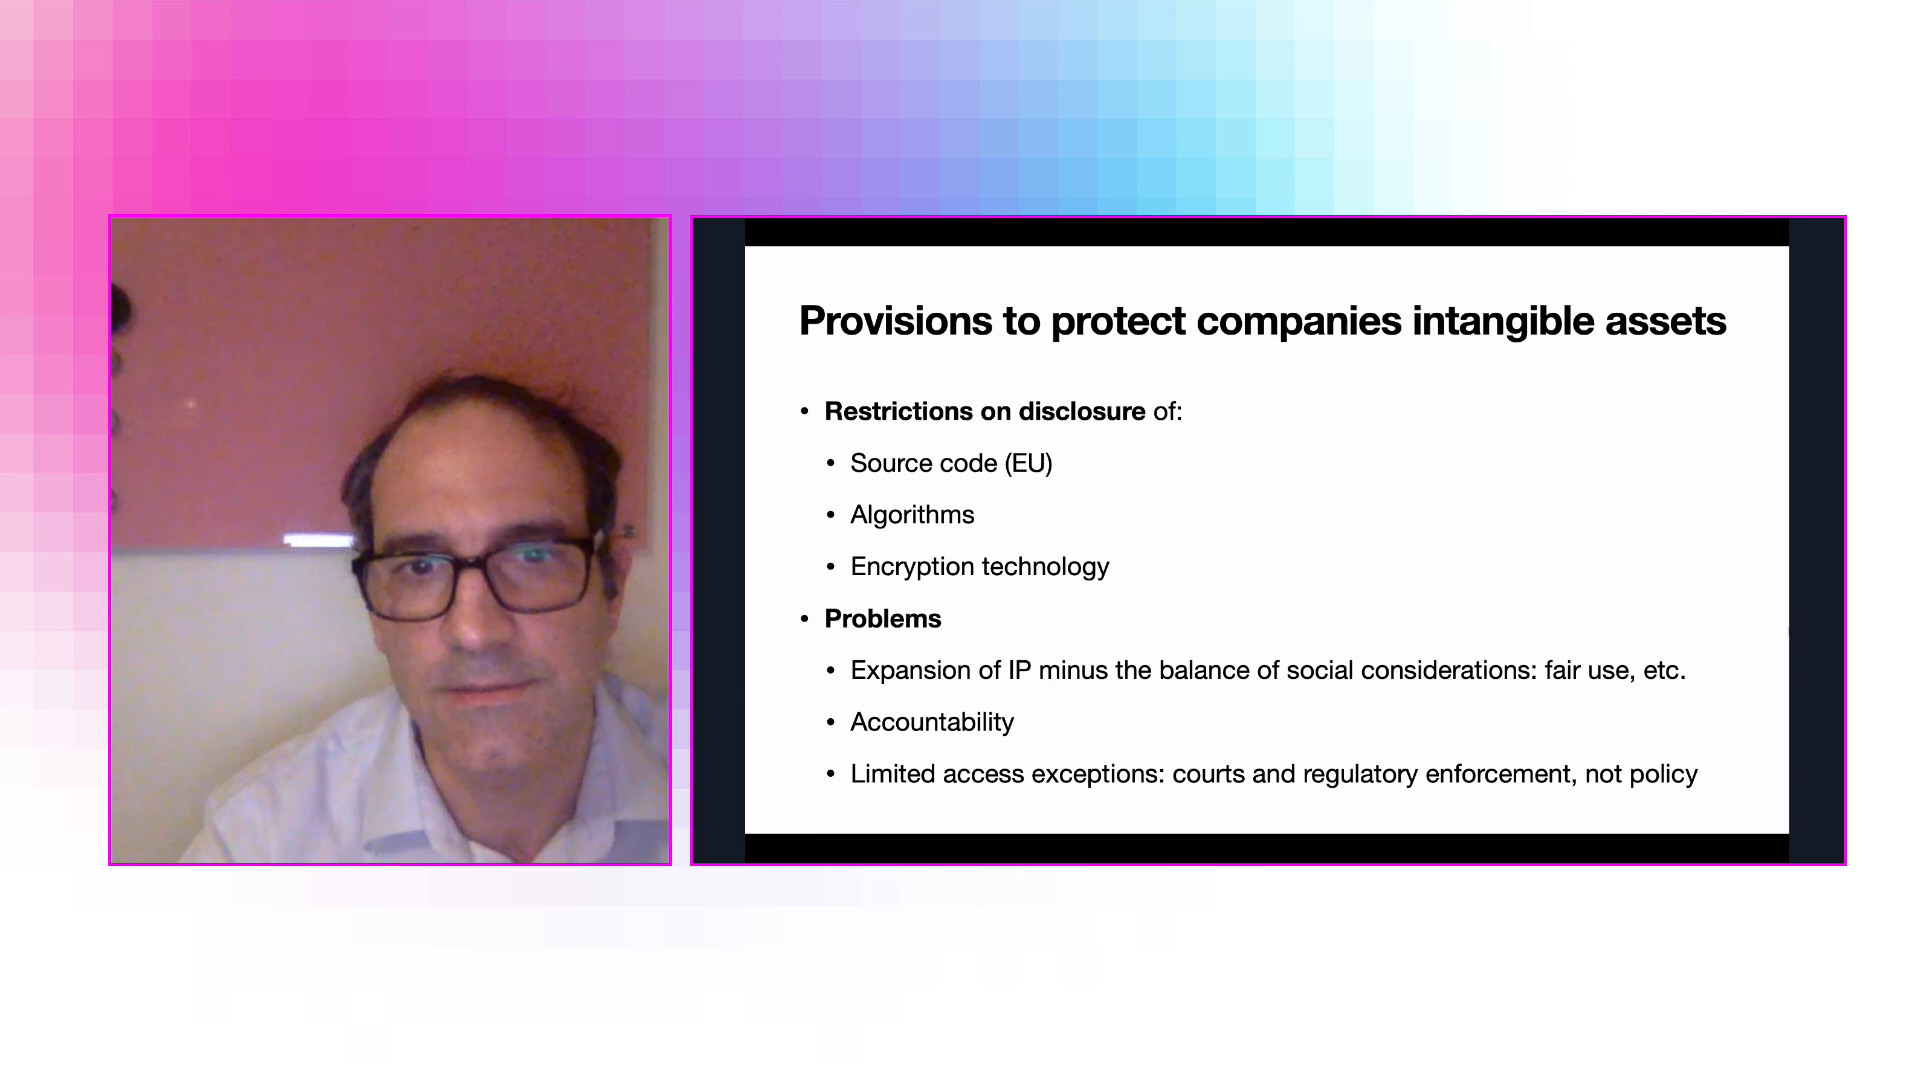 Provisions to protect companies intangible assets
• Restrictions on disclosure of:
• Source code (EU)
• Algorithms
• Encryption technology
• Problems
• Expansion of IP minus the balance of social considerations: fair use, etc.
• Accountability
• Limited access exceptions: courts and regulatory enforcement, not policy